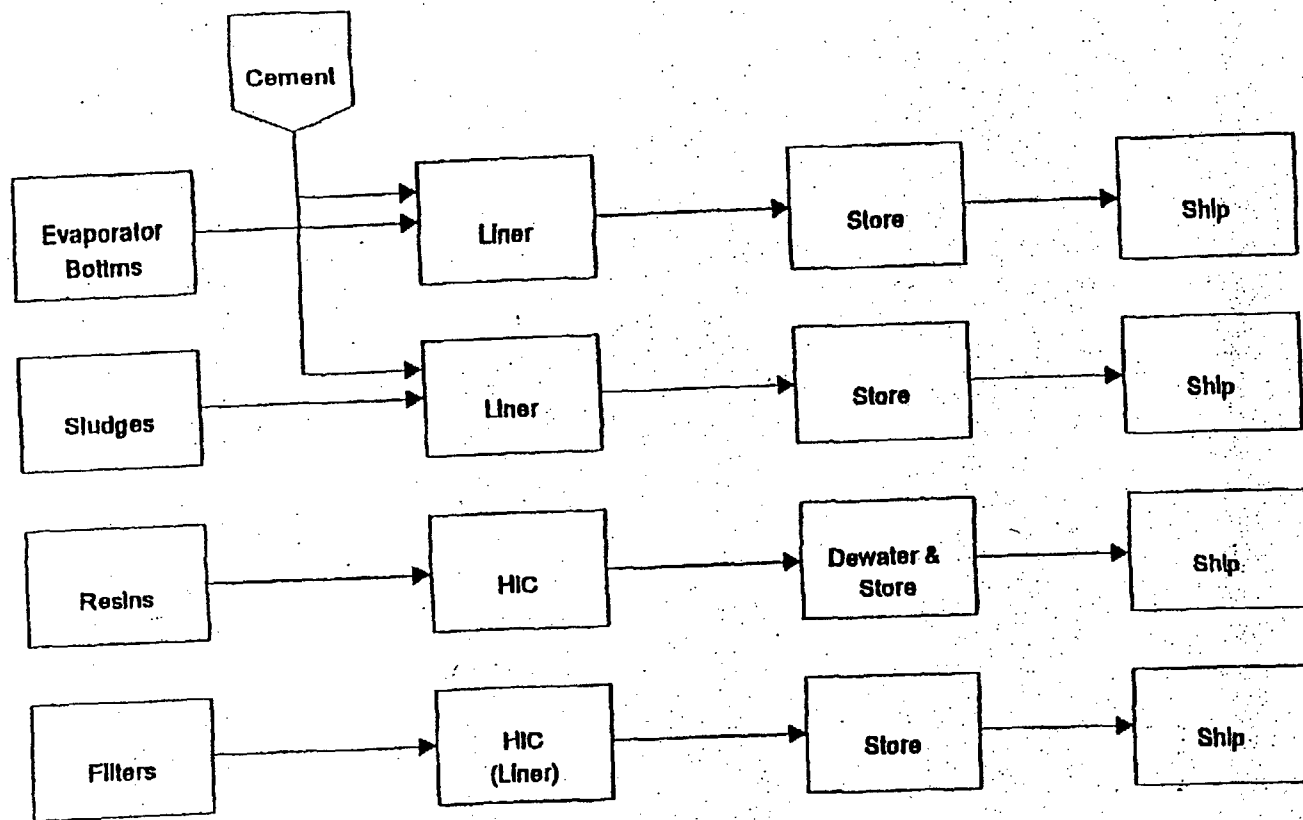 Cement
Evaporator
Bottms
Liner
Store
Ship
Sludges
Liner
Store
Ship
Resins
HIC
Dewater &
Store
Ship
Filters
HIC
(Liner)
Store
Ship